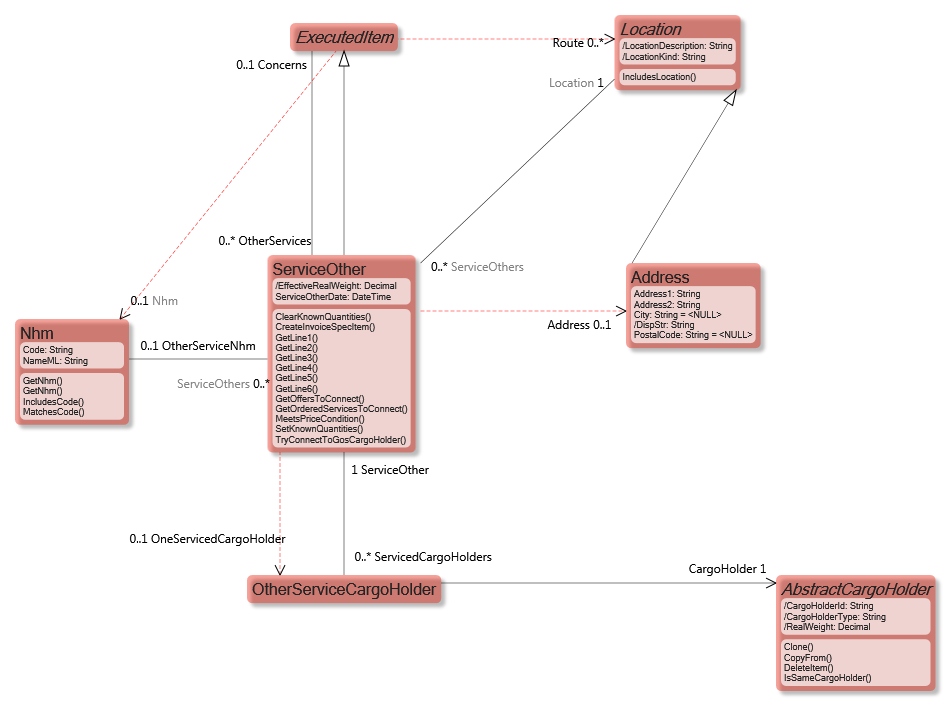 ExecutedItem
Location
/LocationDescription: String
/LocationKind: String
IncludesLocation()
Route 0..*
0..1 Concerns
Location 1
0..* OtherServices
0..* ServiceOthers
ServiceOther
/EffectiveRealWeight: Decimal
ServiceOtherDate: DateTime
ClearKnownQuantities()
CreateInvoiceSpecItem()
GetLine1()
GetLine2()
GetLine3()
GetLine4()
GetLine5()
GetLine6()
GetOffersToConnect()
GetOrderedServicesToConnect()
MeetsPriceCondition()
SetKnownQuantities()
TryConnectToGosCargoHolder()
Address
Address1: String
Address2: String
City: String = <NULL>
/DispStr: String
PostalCode: String = <NULL>
Address 0..1
0..1 Nhm
Nhm
Code: String
NameML: String
GetNhm()
GetNhm()
IncludesCode()
MatchesCode()
0..1 OtherServiceNhm
ServiceOthers 0..*
1 ServiceOther
0..1 OneServicedCargoHolder
0..* ServicedCargoHolders
OtherServiceCargoHolder
CargoHolder 1
AbstractCargoHolder
/CargoHolderId: String
/CargoHolderType: String
/RealWeight: Decimal
Clone()
CopyFrom()
DeleteItem()
IsSameCargoHolder()